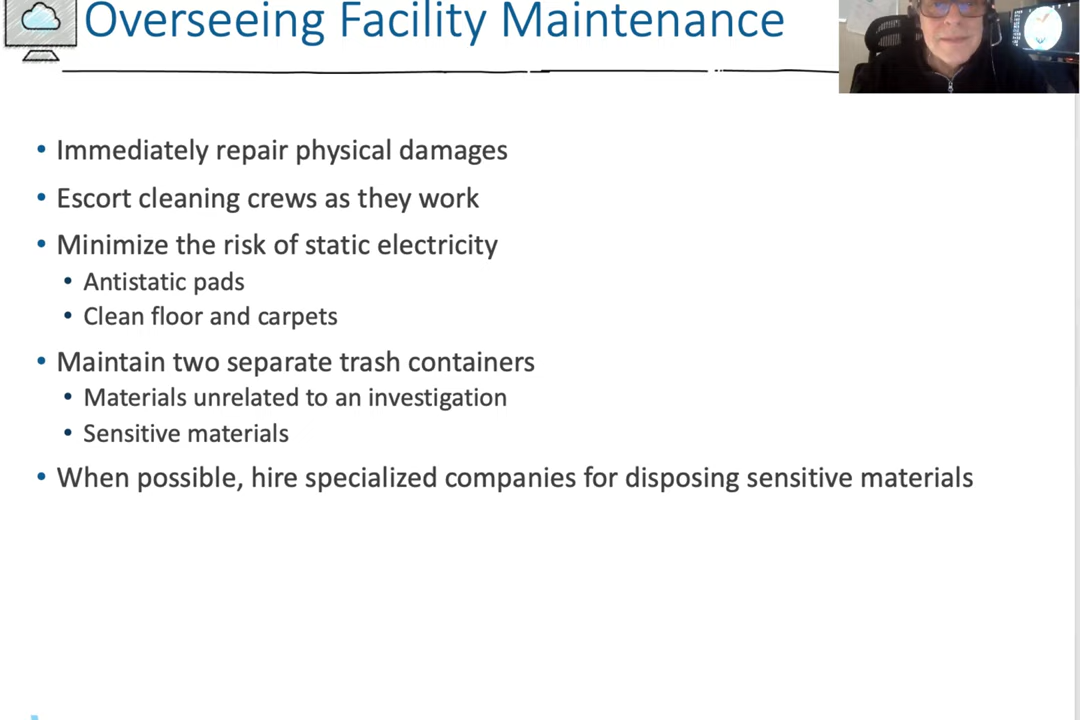 Overseeing Facility Maintenance
• Immediately repair physical damages
• Escort cleaning crews as they work
• Minimize the risk of static electricity
• Antistatic pads
• Clean floor and carpets
• Maintain two separate trash containers
• Materials unrelated to an investigation
• Sensitive materials
• When possible, hire specialized companies for disposing sensitive materials